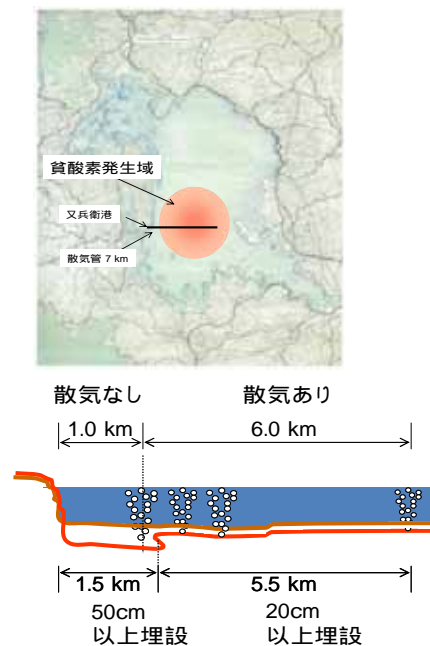 貧酸素発生域
又兵衛港
散気管 7 km
散気なし 散気あり
1.0 km 6.0 km
1.5 km 5.5 km
50cm 20cm
以上埋設 以上埋設